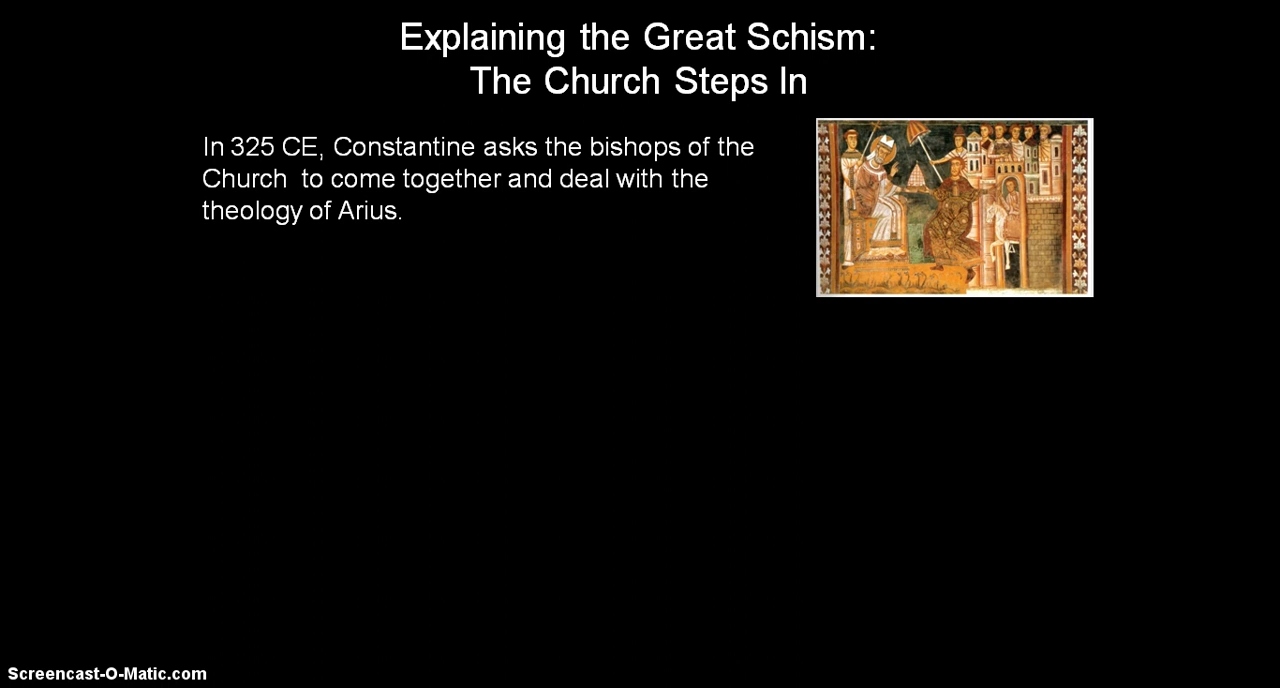 Explaining the Great Schism:
The Church Steps In
In 325 CE, Constantine asks the bishops of the
Church  to come together and deal with the
theology of Arius.
Screencast-O-Matic.com